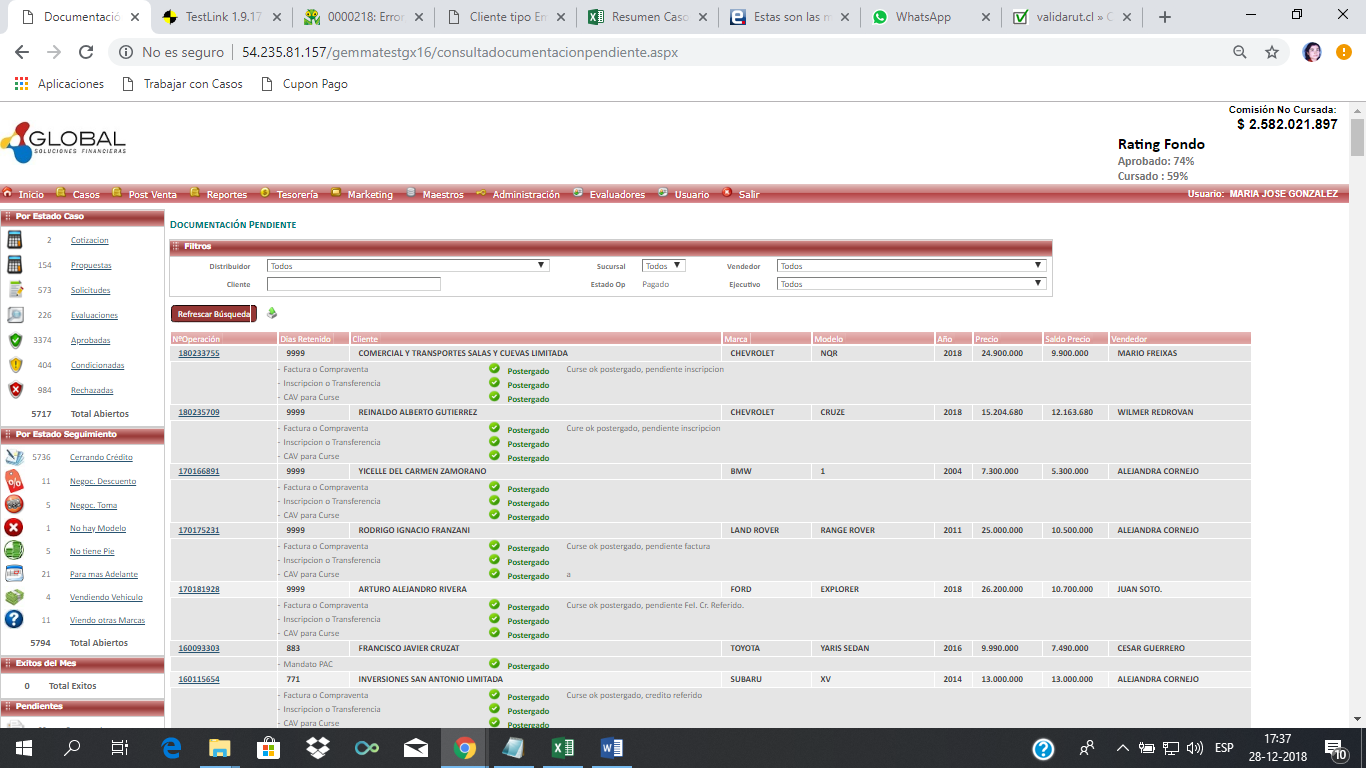 Documentació
TestLink 1.9.17
0000218: Error
Cliente tipo Em
Resumen Caso
Estas son las m
WhatsApp
validarut.cl » C
No es seguro | 54.235.81.157/gemmatestgx16/consultadocumentacionpendiente.aspx
Aplicaciones Trabajar con Casos Cupon Pago
Comisión No Cursada:
$ 2.582.021.897
GLOBAL
SOLUCIONES FINANCIERAS
Rating Fondo
Aprobado: 74%
Cursado : 59%
Inicio Casos Post Venta Reportes Tesorería Marketing Maestros Administración Evaluadores Usuario Salir Usuario: MARIA JOSE GONZALEZ
Por Estado Caso
2 Cotizacion
154 Propuestas
573 Solicitudes
226 Evaluaciones
3374 Aprobadas
404 Condicionadas
984 Rechazadas
5717 Total Abiertos
Por Estado Seguimiento
5736 Cerrando Crédito
11 Negoc. Descuento
5 Negoc. Toma
1 No hay Modelo
5 No tiene Pie
21 Para mas Adelante
4 Vendiendo Vehículo
11 Viendo otras Marcas
5794 Total Abiertos
Exitos del Mes
0 Total Exitos
Pendientes
DOCUMENTACIÓN PENDIENTE
Filtros
Distribuidor Todos Sucursal Todos Vendedor Todos
Cliente Estado Op Pagado Ejecutivo Todos
Refrescar Búsqueda
NºOperación Días Retenido Cliente Marca Modelo Año Precio Saldo Precio Vendedor
180233755 9999 COMERCIAL Y TRANSPORTES SALAS Y CUEVAS LIMITADA CHEVROLET NQR 2018 24.900.000 9.900.000 MARIO FREIXAS
- Factura o Compraventa Postergado Curse ok postergado, pendiente inscripcion
- Inscripcion o Transferencia Postergado
- CAV para Curse Postergado
180235709 9999 REINALDO ALBERTO GUTIERREZ CHEVROLET CRUZE 2018 15.204.680 12.163.680 WILMER REDROVAN
- Factura o Compraventa Postergado Cure ok postergado, pendiente inscripcion
- Inscripcion o Transferencia Postergado
- CAV para Curse Postergado
170166891 9999 YICELLE DEL CARMEN ZAMORANO BMW 1 2004 7.300.000 5.300.000 ALEJANDRA CORNEJO
- Factura o Compraventa Postergado
- Inscripcion o Transferencia Postergado
- CAV para Curse Postergado
170175231 9999 RODRIGO IGNACIO FRANZANI LAND ROVER RANGE ROVER 2011 25.000.000 10.500.000 ALEJANDRA CORNEJO
- Factura o Compraventa Postergado Curse ok postergado, pendiente factura
- Inscripcion o Transferencia Postergado
- CAV para Curse Postergado a
170181928 9999 ARTURO ALEJANDRO RIVERA FORD EXPLORER 2018 26.200.000 10.700.000 JUAN SOTO.
- Factura o Compraventa Postergado Curse ok postergado, pendiente Fel. Cr. Referido.
- Inscripcion o Transferencia Postergado
- CAV para Curse Postergado
160093303 883 FRANCISCO JAVIER CRUZAT TOYOTA YARIS SEDAN 2016 9.990.000 7.490.000 CESAR GUERRERO
- Mandato PAC Postergado
160115654 771 INVERSIONES SAN ANTONIO LIMITADA SUBARU XV 2014 13.000.000 13.000.000 ALEJANDRA CORNEJO
- Factura o Compraventa Postergado Curse ok postergado, credito referido
- Inscripcion o Transferencia Postergado
- CAV para Curse Postergado
ESP
17:37
28-12-2018
10